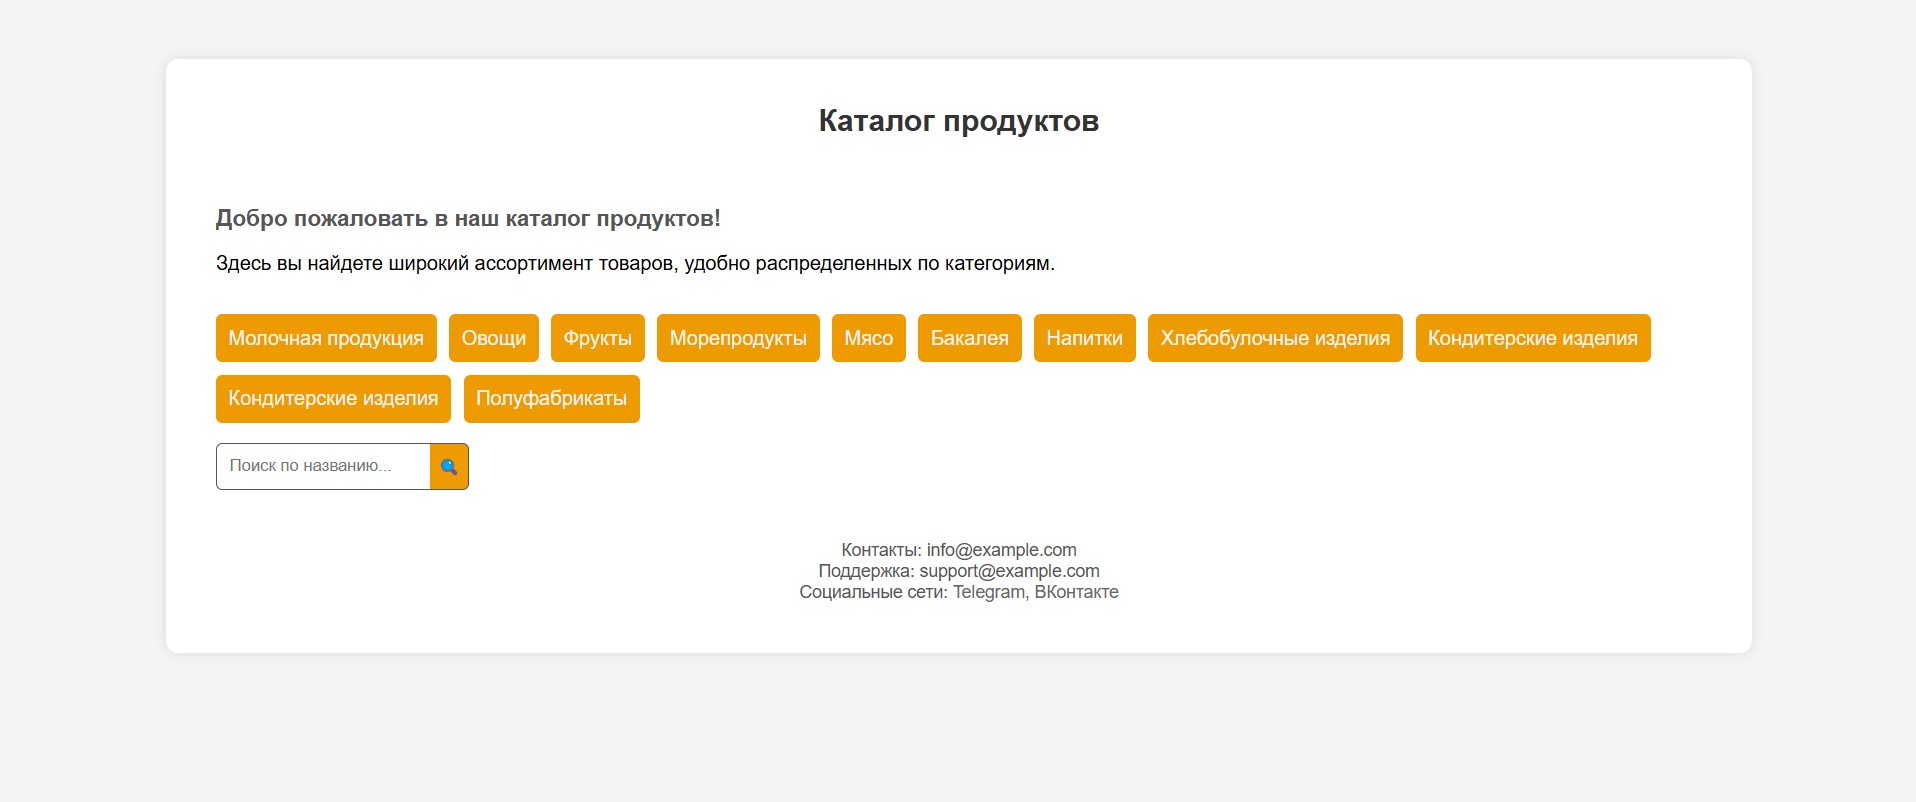 Каталог продуктов
Добро пожаловать в наш каталог продуктов!
Здесь вы найдете широкий ассортимент товаров, удобно распределенных по категориям.
Молочная продукция Овощи Фрукты Морепродукты Мясо Бакалея Напитки Хлебобулочные изделия Кондитерские изделия
Кондитерские изделия Полуфабрикаты
Поиск по названию...
Контакты: info@example.com
Поддержка: support@example.com
Социальные сети: Telegram, ВКонтакте